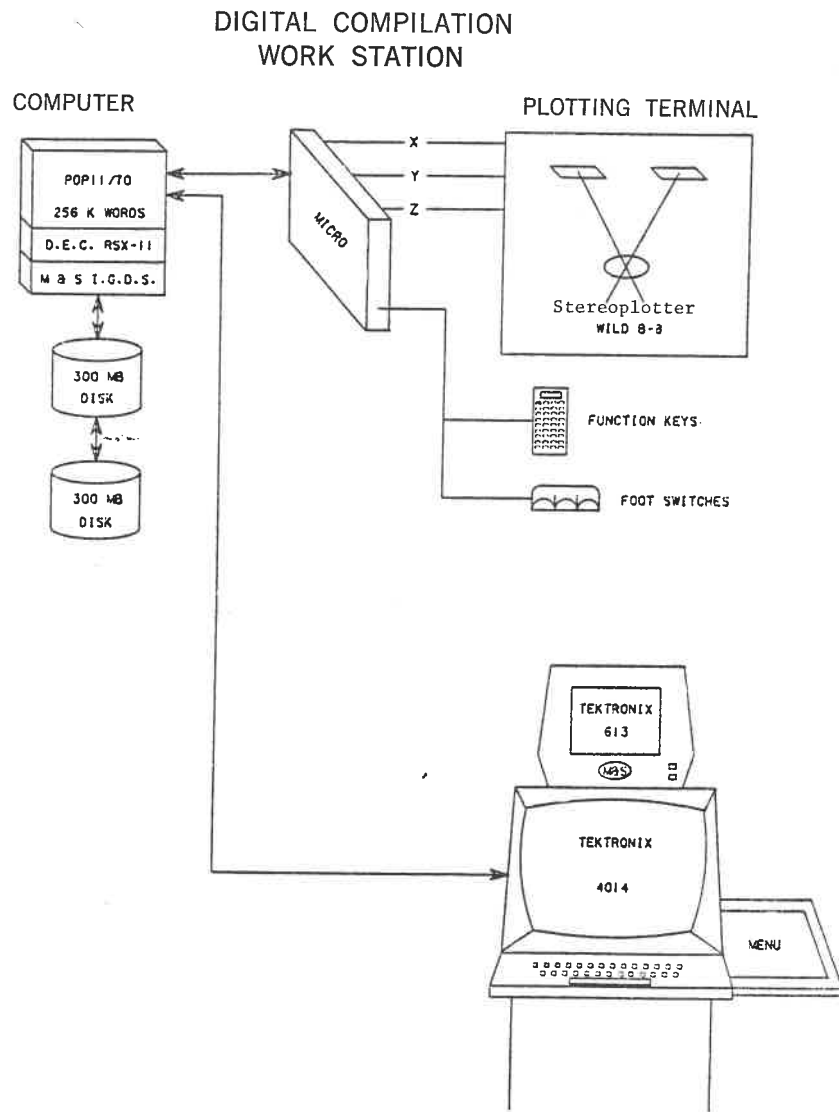 DIGITAL COMPILATION
WORK STATION
COMPUTER
PLOTTING TERMINAL
POP11/70
256 K WORDS
D.E.C. RSX-11
M & S I.G.D.S.
300 MB
DISK
300 MB
DISK
MICRO
X
Y
Z
Stereoplotter
WILD B-8
FUNCTION KEYS
FOOT SWITCHES
TEKTRONIX
613
M&S
TEKTRONIX
4014
MENU